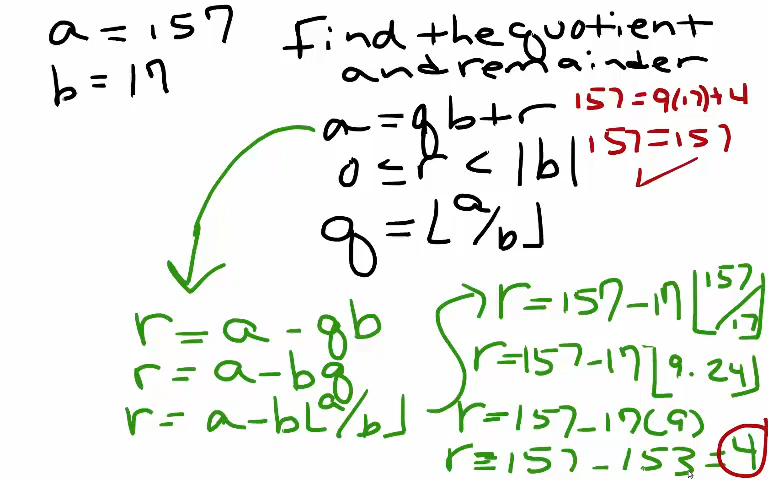 a = 157
b = 17
Find the quotient
and remainder
a = qb + r
0 ≤ r < |b|
q = ⌊a/b⌋
157 = 9(17) + 4
157 = 157 ✓
r = a - qb
r = a - bq
r = a - b⌊a/b⌋
r = 157 - 17⌊157/17⌋
r = 157 - 17⌊9.24⌋
r = 157 - 17(9)
r = 157 - 153 = 4